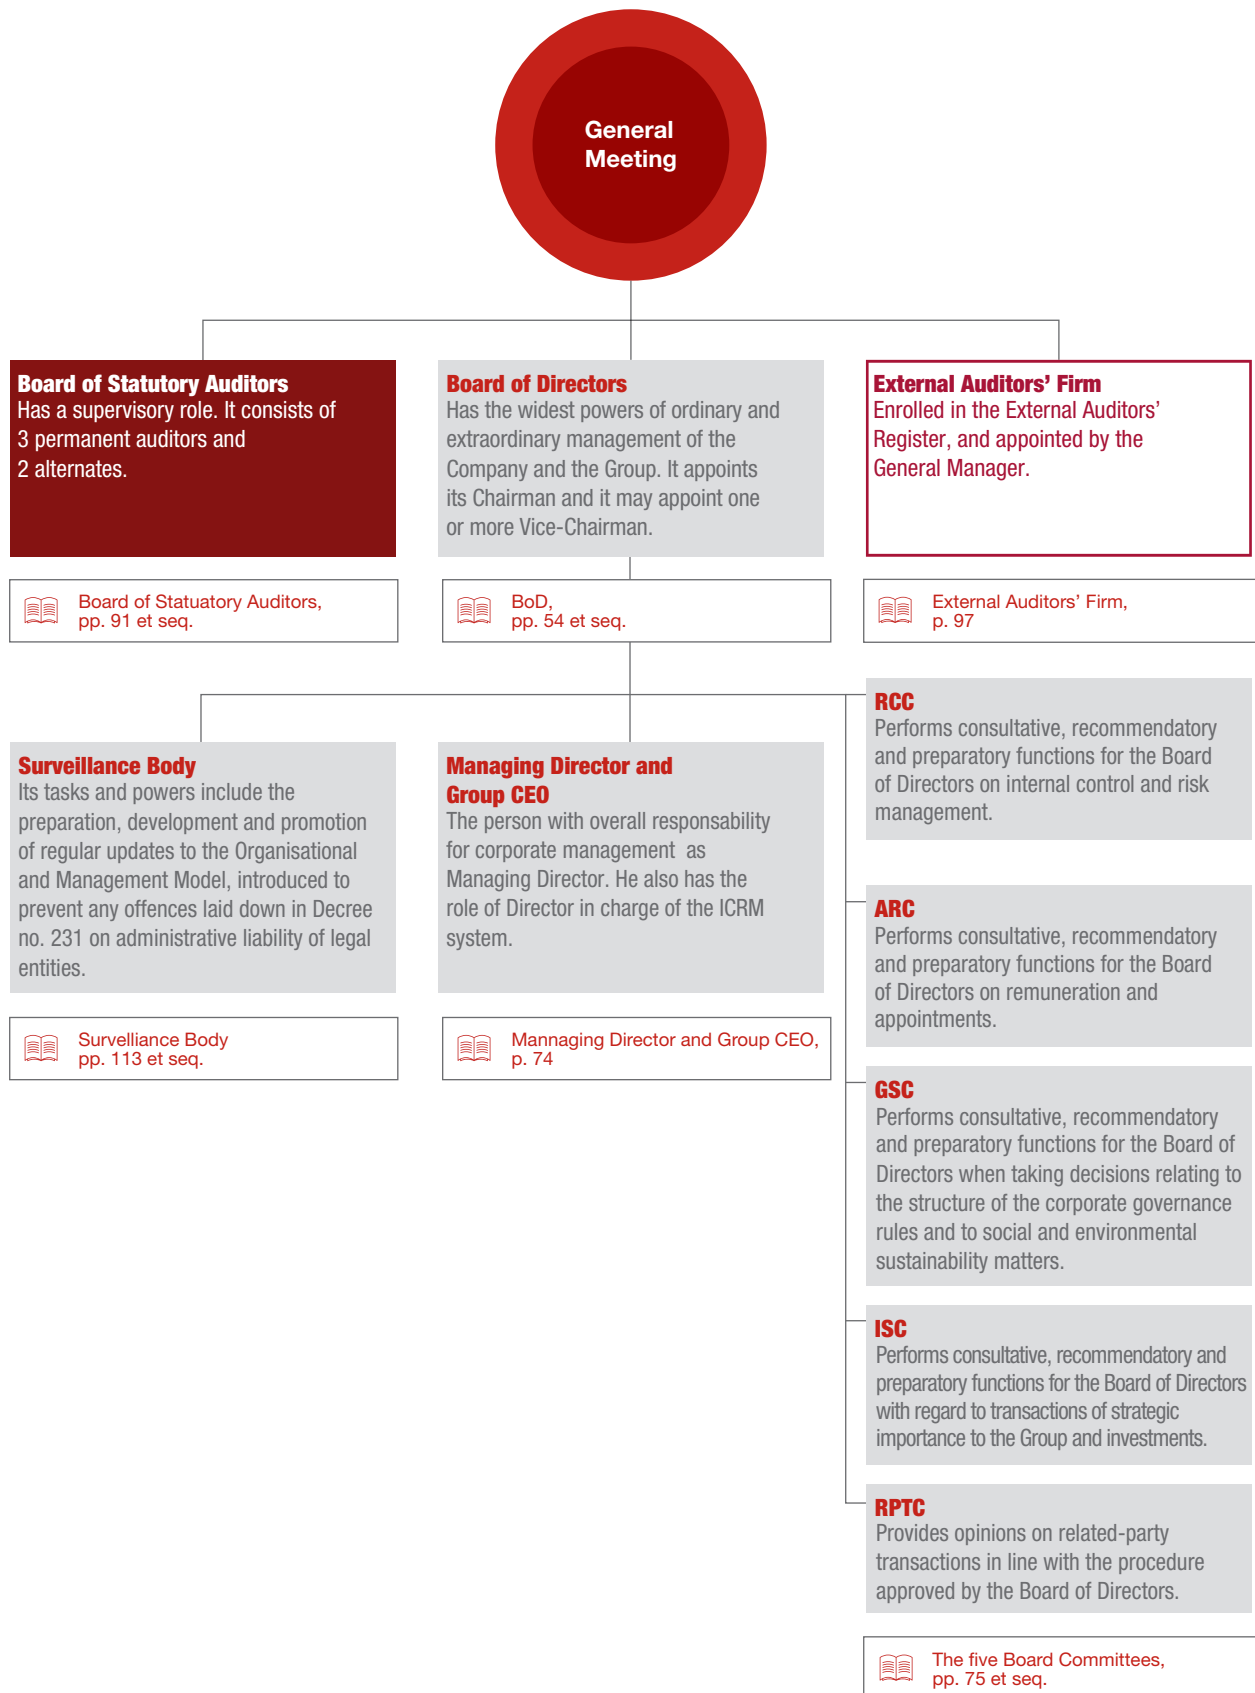 General
Meeting
Board of Statutory Auditors
Has a supervisory role. It consists of
3 permanent auditors and
2 alternates.
Board of Directors
Has the widest powers of ordinary and
extraordinary management of the
Company and the Group. It appoints
its Chairman and it may appoint one
or more Vice-Chairman.
External Auditors’ Firm
Enrolled in the External Auditors’
Register, and appointed by the
General Manager.
Board of Statuatory Auditors,
pp. 91 et seq.
BoD,
pp. 54 et seq.
External Auditors’ Firm,
p. 97
Surveillance Body
Its tasks and powers include the
preparation, development and promotion
of regular updates to the Organisational
and Management Model, introduced to
prevent any offences laid down in Decree
no. 231 on administrative liability of legal
entities.
Managing Director and
Group CEO
The person with overall responsability
for corporate management as
Managing Director. He also has the
role of Director in charge of the ICRM
system.
Survelliance Body
pp. 113 et seq.
Mannaging Director and Group CEO,
p. 74
RCC
Performs consultative, recommendatory
and preparatory functions for the Board
of Directors on internal control and risk
management.
ARC
Performs consultative, recommendatory
and preparatory functions for the Board
of Directors on remuneration and
appointments.
GSC
Performs consultative, recommendatory
and preparatory functions for the Board of
Directors when taking decisions relating to
the structure of the corporate governance
rules and to social and environmental
sustainability matters.
ISC
Performs consultative, recommendatory and
preparatory functions for the Board of Directors
with regard to transactions of strategic
importance to the Group and investments.
RPTC
Provides opinions on related-party
transactions in line with the procedure
approved by the Board of Directors.
The five Board Committees,
pp. 75 et seq.